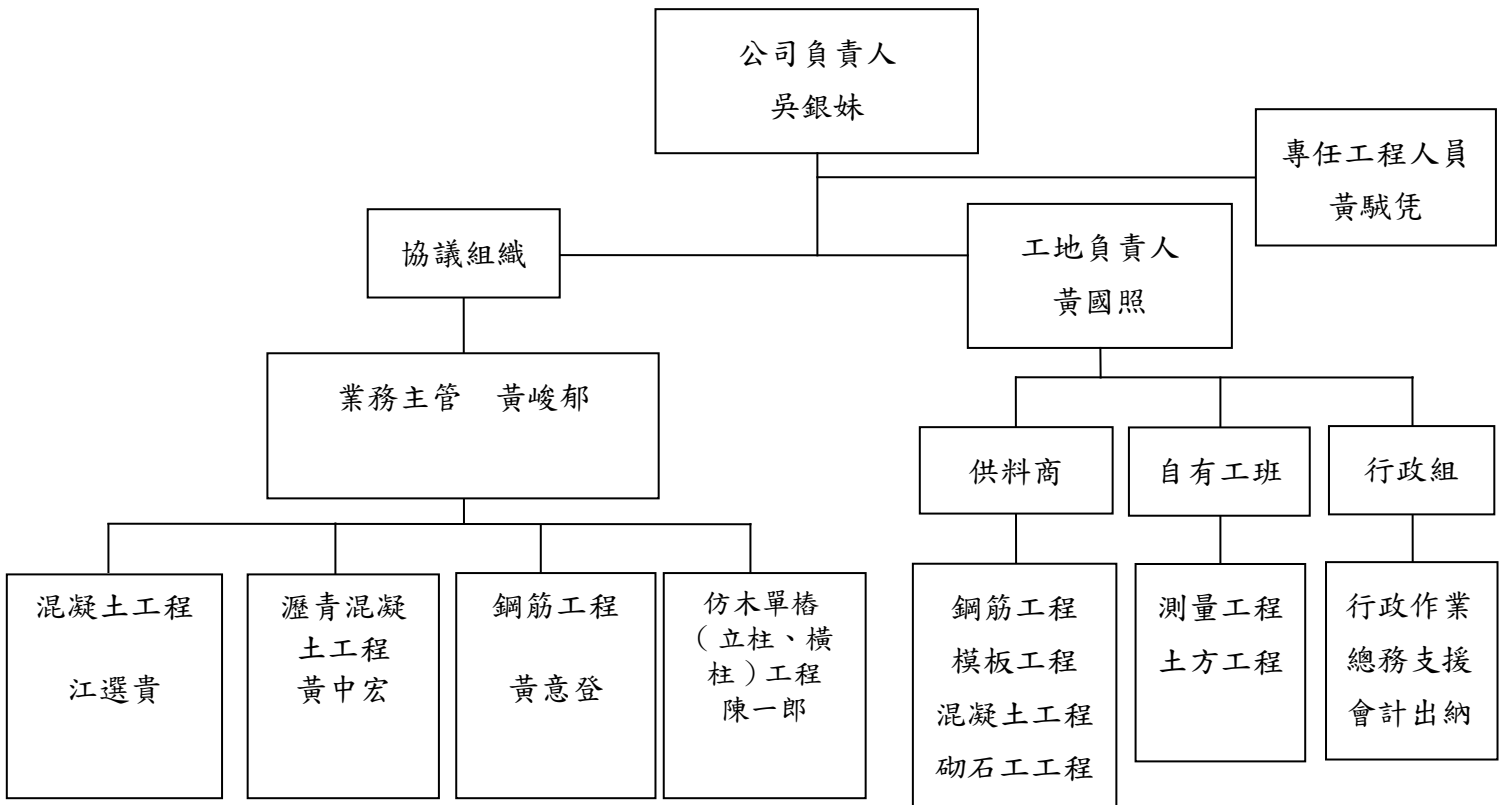 公司負責人
吳銀妹
專任工程人員
黃駥凭
協議組織
工地負責人
黃國照
業務主管　黃峻郁
供料商
自有工班
行政組
混凝土工程
江選貴
瀝青混凝
土工程
黃中宏
鋼筋工程
黃意登
仿木單樁
（立柱、橫
柱）工程
陳一郎
鋼筋工程
模板工程
混凝土工程
砌石工工程
測量工程
土方工程
行政作業
總務支援
會計出納